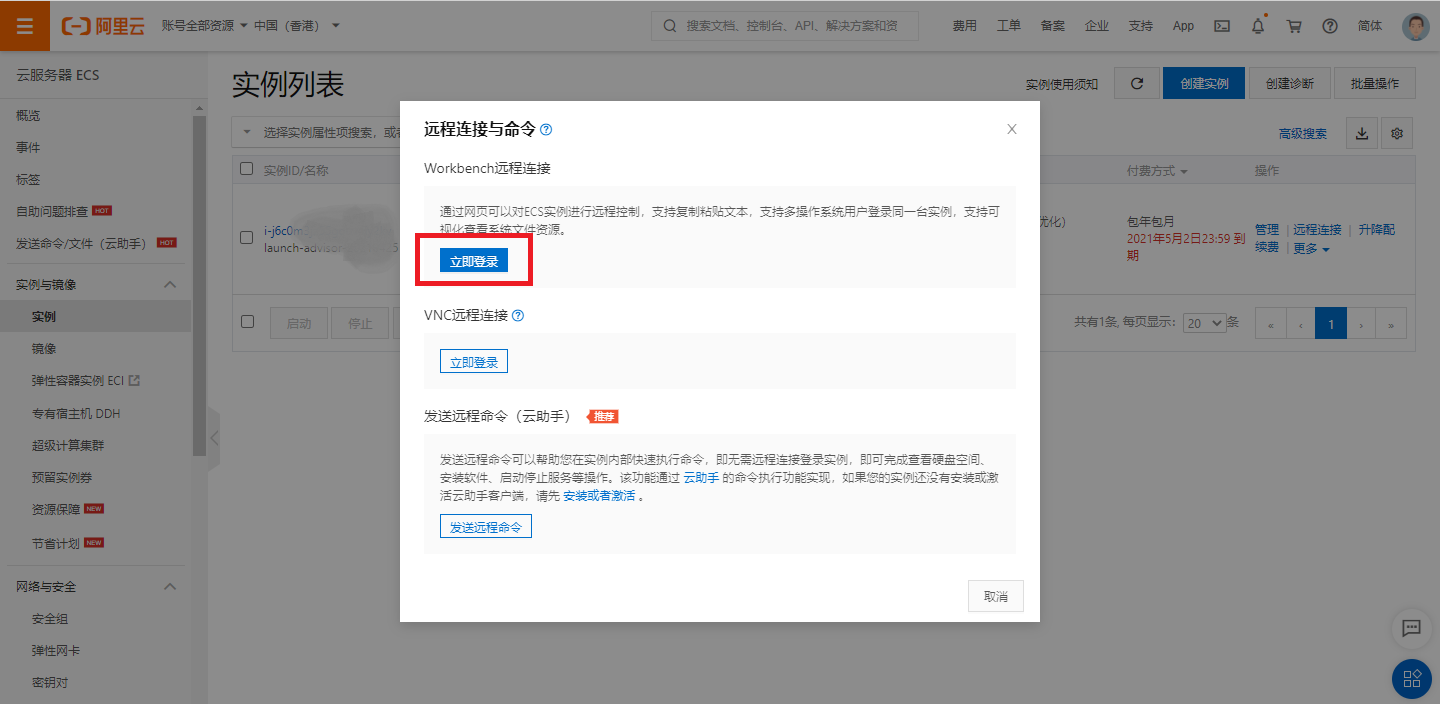 阿里云 账号全部资源 中国（香港） 搜索文档、控制台、API、解决方案和资 费用 工单 备案 企业 支持 App 简体
云服务器 ECS
概览
事件
标签
自助问题排查 HOT
发送命令/文件（云助手） HOT
实例与镜像
实例
镜像
弹性容器实例 ECI
专有宿主机 DDH
超级计算集群
预留实例券
资源保障 NEW
节省计划 NEW
网络与安全
安全组
弹性网卡
密钥对
实例列表
实例使用须知 创建实例 创建诊断 批量操作
选择实例属性项搜索，或 高级搜索
实例ID/名称 付费方式 操作
i-j6c0m
launch-advisor 5
优化)
包年包月
2021年5月2日23:59 到
期
管理 | 远程连接 | 升降配
续费 | 更多
启动 停止
共有1条, 每页显示: 20 条 « ‹ 1 › »
远程连接与命令
Workbench远程连接
通过网页可以对ECS实例进行远程控制，支持复制粘贴文本，支持多操作系统用户登录同一台实例，支持可
视化查看系统文件资源。
立即登录
VNC远程连接
立即登录
发送远程命令（云助手） 推荐
发送远程命令可以帮助您在实例内部快速执行命令，即无需远程连接登录实例，即可完成查看硬盘空间、
安装软件、启动停止服务等操作。该功能通过 云助手 的命令执行功能实现，如果您的实例还没有安装或激
活云助手客户端，请先 安装或者激活 。
发送远程命令
取消